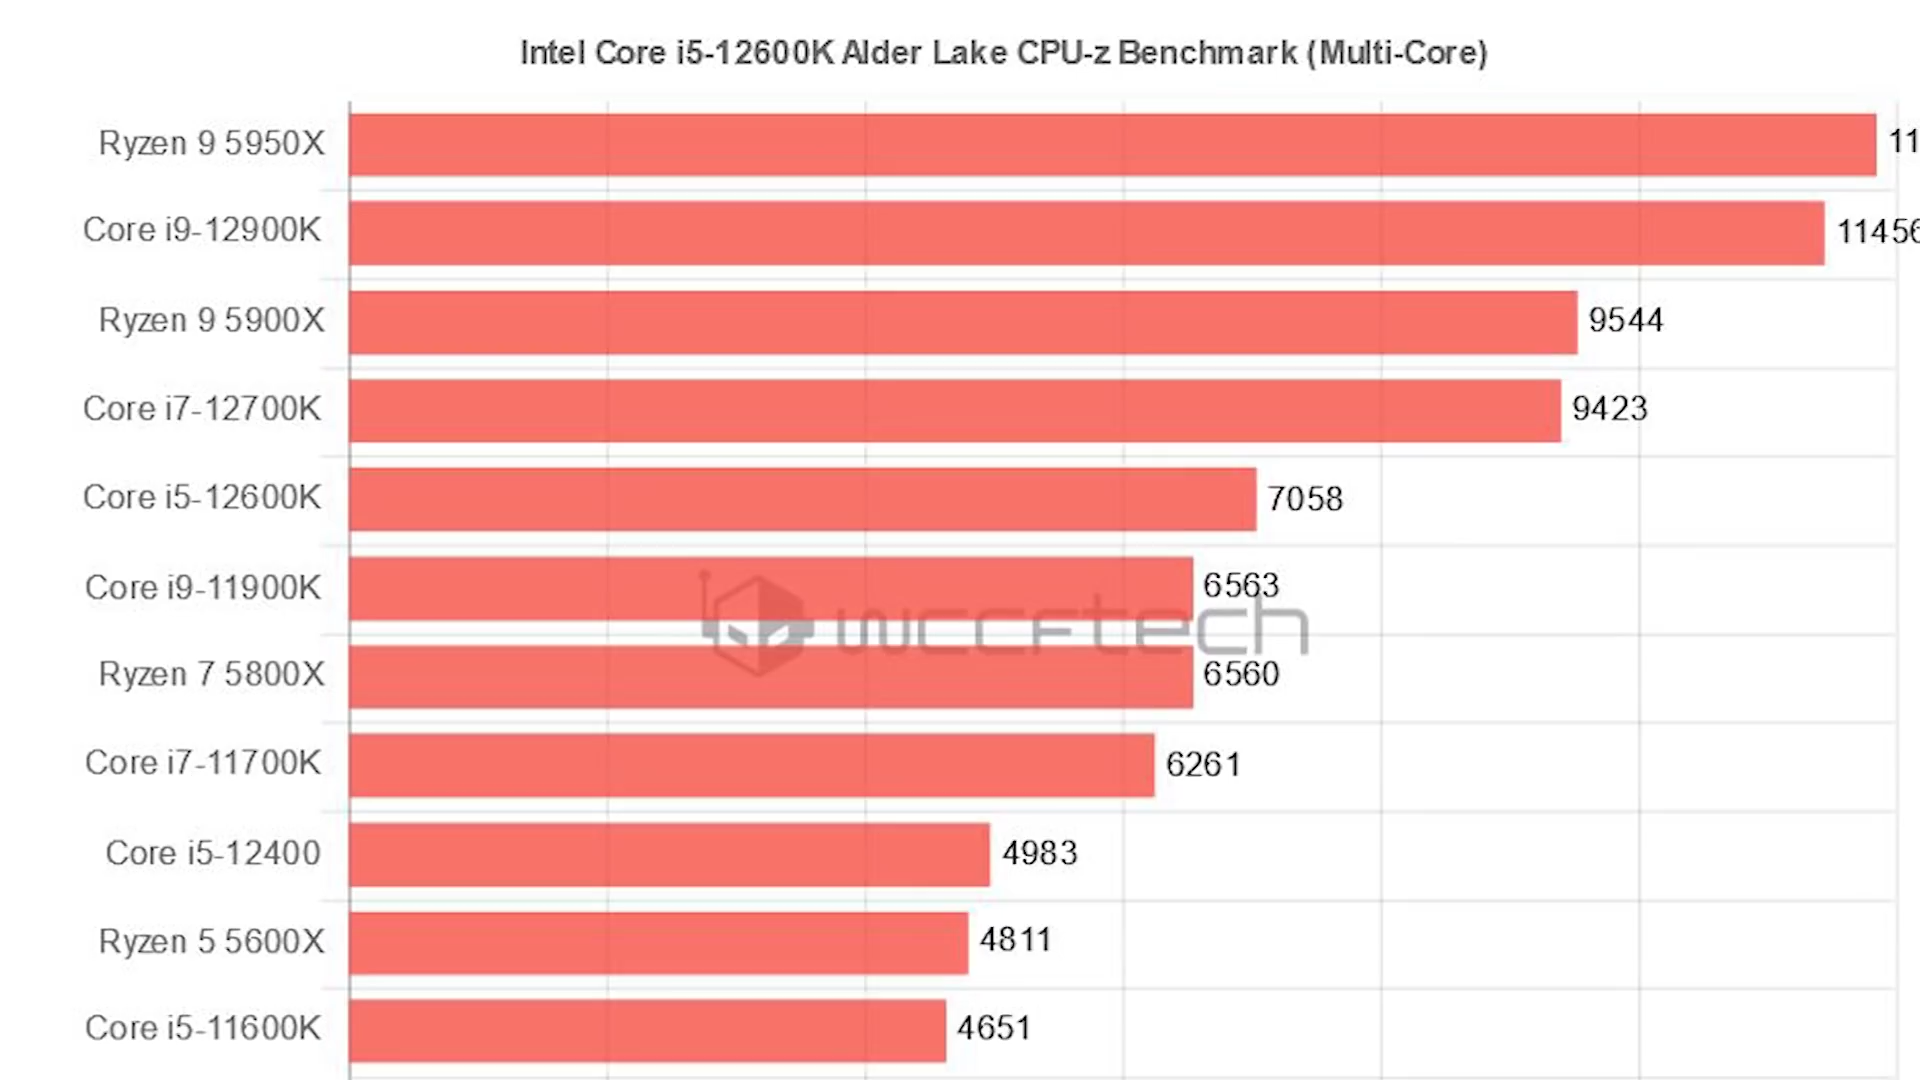 Intel Core i5-12600K Alder Lake CPU-z Benchmark (Multi-Core)
Ryzen 9 5950X 11
Core i9-12900K 11456
Ryzen 9 5900X 9544
Core i7-12700K 9423
Core i5-12600K 7058
Core i9-11900K 6563
wccftech
Ryzen 7 5800X 6560
Core i7-11700K 6261
Core i5-12400 4983
Ryzen 5 5600X 4811
Core i5-11600K 4651